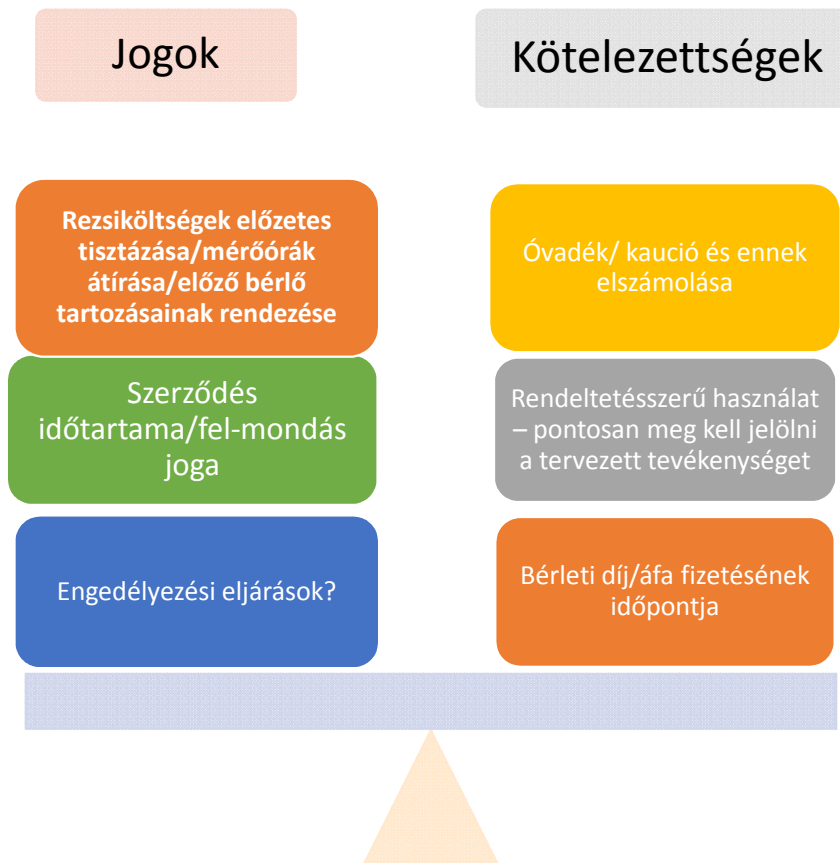 Jogok
Kötelezettségek
Rezsiköltségek előzetes
tisztázása/mérőórák
átírása/előző bérlő
tartozásainak rendezése
Óvadék/ kaució és ennek
elszámolása
Szerződés
időtartama/fel-mondás
joga
Rendeltetésszerű használat
– pontosan meg kell jelölni
a tervezett tevékenységet
Engedélyezési eljárások?
Bérleti díj/áfa fizetésének
időpontja